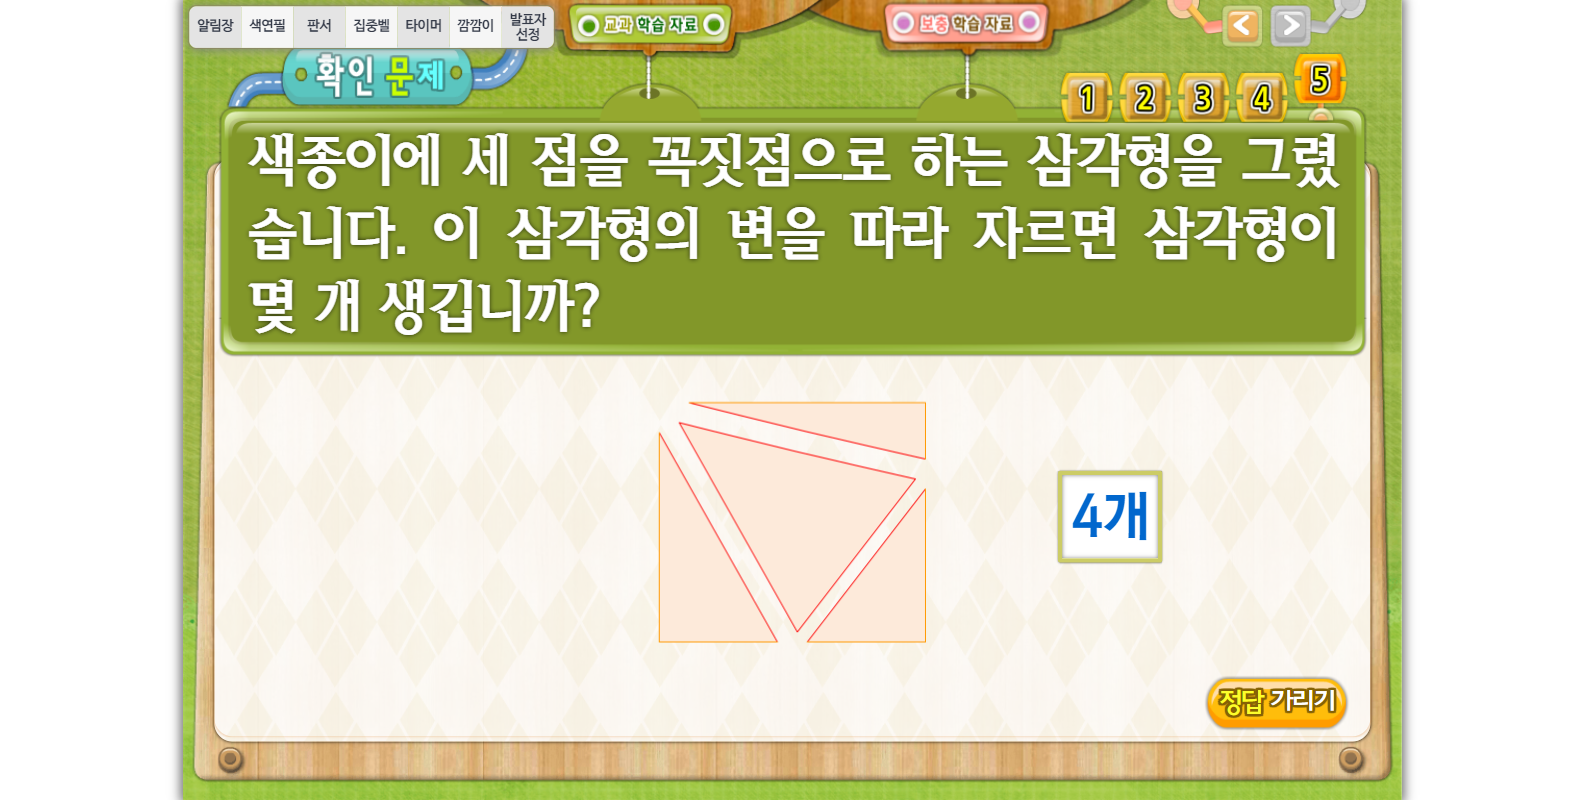 알림장 색연필 판서 집중벨 타이머 깜깜이 발표자 선정
교과 학습 자료
보충 학습 자료
확인 문제
1 2 3 4 5
색종이에 세 점을 꼭짓점으로 하는 삼각형을 그렸
습니다. 이 삼각형의 변을 따라 자르면 삼각형이
몇 개 생깁니까?
4개
정답 가리기